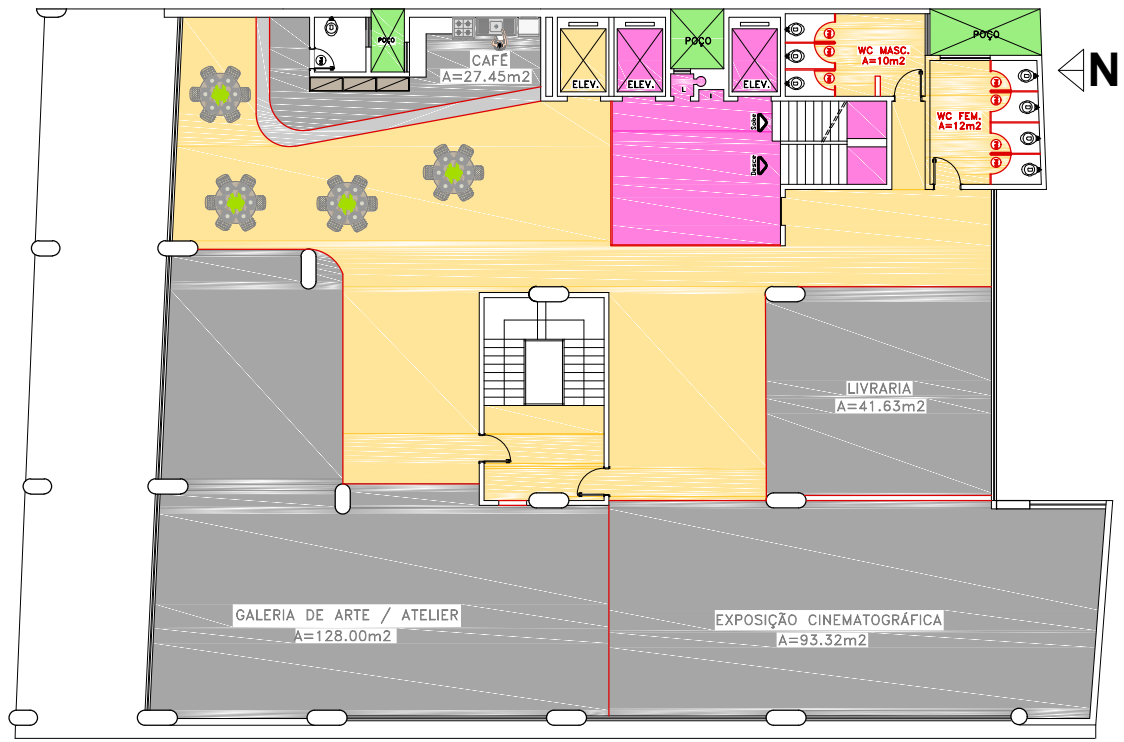 POÇO
CAFÉ
A=27.45m2
ELEV.
ELEV.
POÇO
L
ELEV.
WC MASC.
A=10m2
POÇO
N
WC FEM.
A=12m2
Sobe
Desce
LIVRARIA
A=41.63m2
GALERIA DE ARTE / ATELIER
A=128.00m2
EXPOSIÇÃO CINEMATOGRÁFICA
A=93.32m2